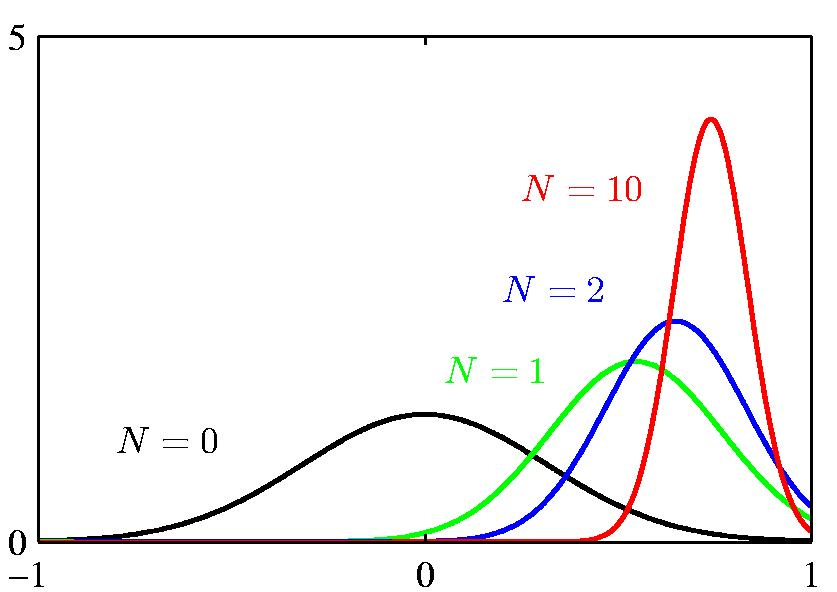 5
N = 10
N = 2
N = 1
N = 0
0
−1 0 1